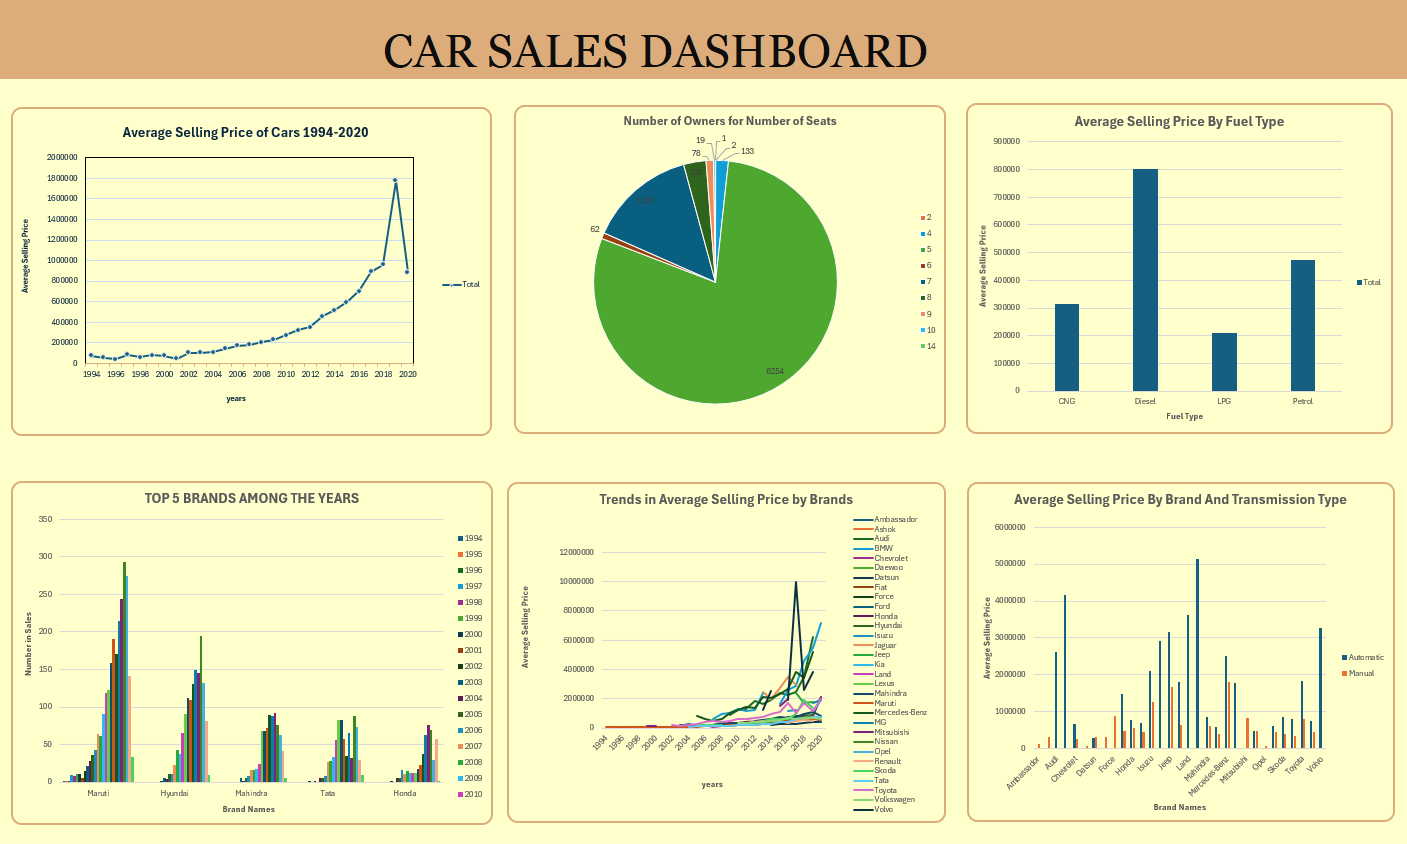 CAR SALES DASHBOARD
Average Selling Price of Cars 1994-2020
2000000
1800000
1600000
1400000
1200000
1000000
800000
600000
400000
200000
0
Average Selling Price
1994 1996 1998 2000 2002 2004 2006 2008 2010 2012 2014 2016 2018 2020
years
Total
Number of Owners for Number of Seats
19
1
2
133
78
62
6254
2
4
5
6
7
8
9
10
14
Average Selling Price By Fuel Type
900000
800000
700000
600000
500000
400000
300000
200000
100000
0
Average Selling Price
CNG Diesel LPG Petrol
Fuel Type
Total
TOP 5 BRANDS AMONG THE YEARS
350
300
250
200
150
100
50
0
Number in Sales
Maruti Hyundai Mahindra Tata Honda
Brand Names
1994
1995
1996
1997
1998
1999
2000
2001
2002
2003
2004
2005
2006
2007
2008
2009
2010
Trends in Average Selling Price by Brands
12000000
10000000
8000000
6000000
4000000
2000000
0
Average Selling Price
1994 1996 1998 2000 2002 2004 2006 2008 2010 2012 2014 2016 2018 2020
years
Ambassador
Ashok
Audi
BMW
Chevrolet
Daewoo
Datsun
Fiat
Force
Ford
Honda
Hyundai
Isuzu
Jaguar
Jeep
Kia
Land
Lexus
Mahindra
Maruti
Mercedes-Benz
MG
Mitsubishi
Nissan
Opel
Renault
Skoda
Tata
Toyota
Volkswagen
Volvo
Average Selling Price By Brand And Transmission Type
6000000
5000000
4000000
3000000
2000000
1000000
0
Average Selling Price
Ambassador Audi Chevrolet Datsun Force Honda Isuzu Jeep Land Mahindra Mercedes-Benz Mitsubishi Opel Skoda Toyota Volvo
Brand Names
Automatic
Manual